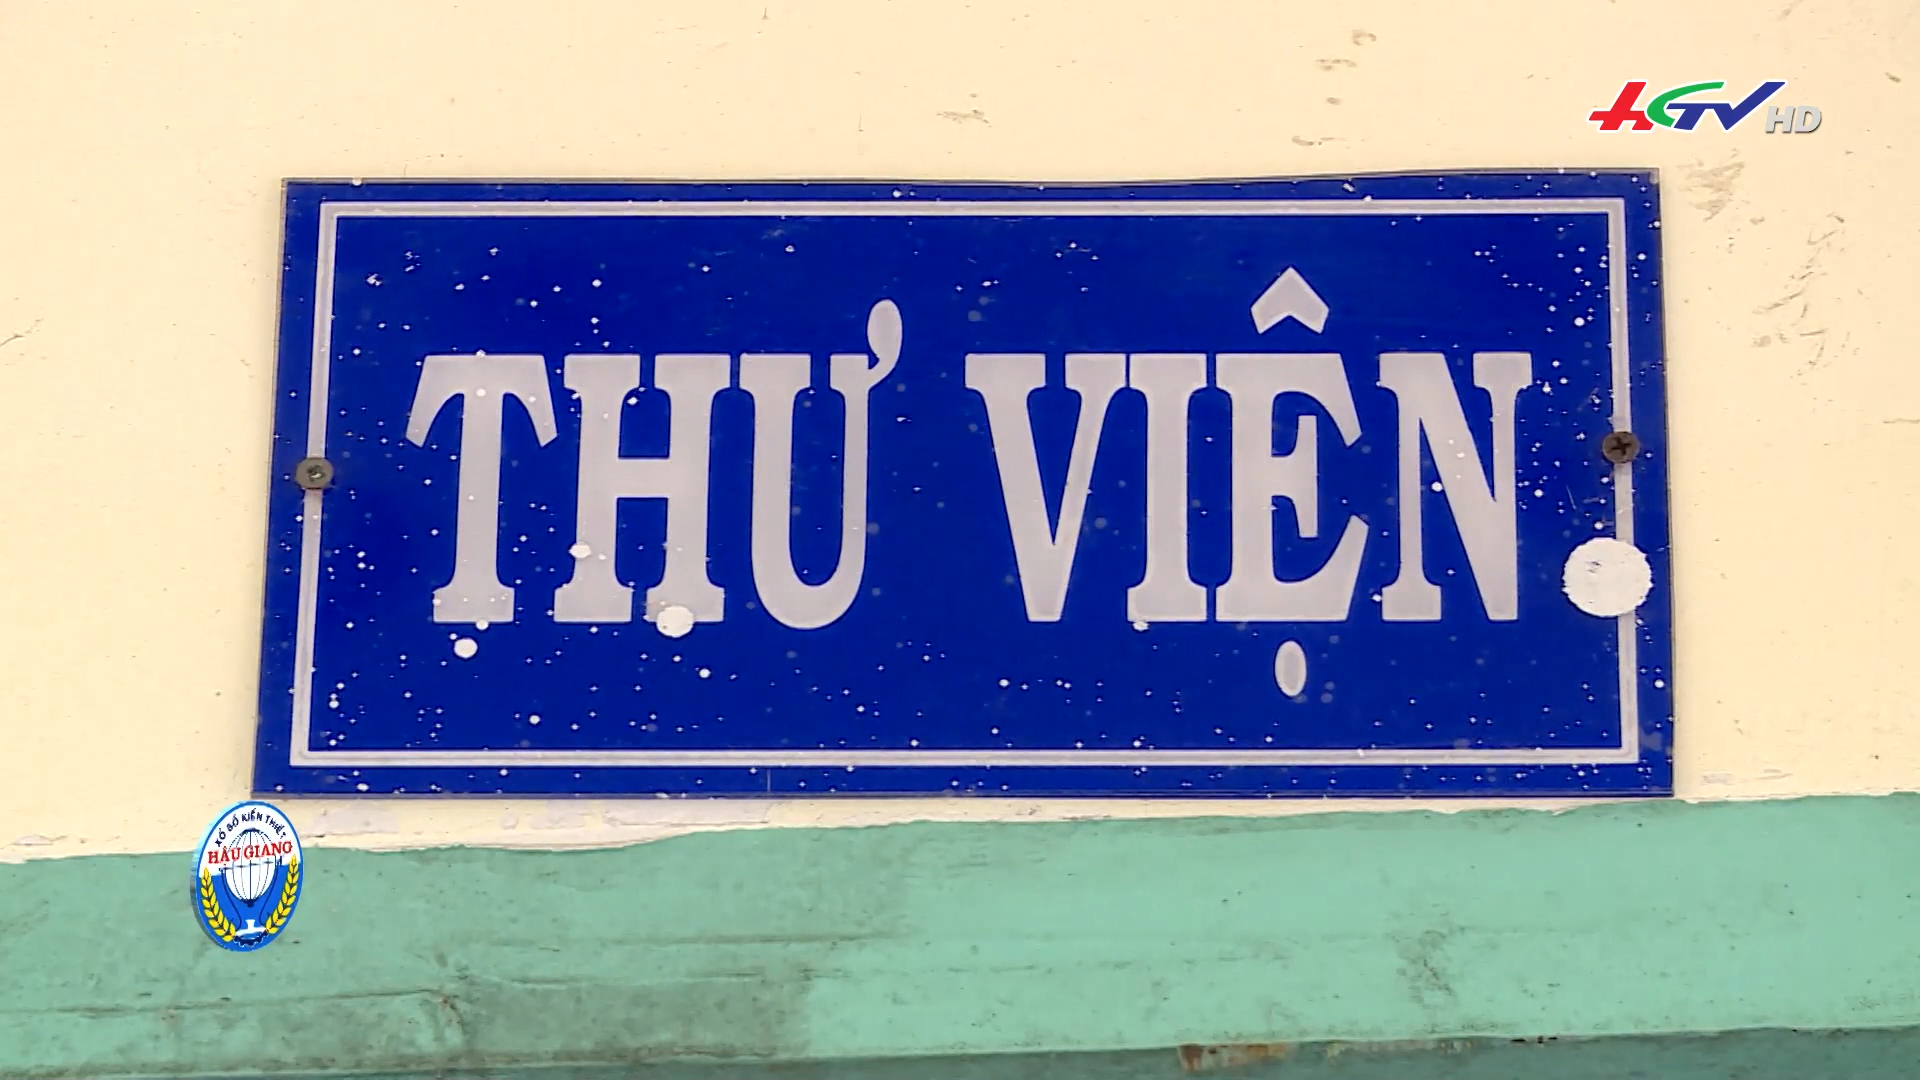 HGTV HD
THƯ VIỆN
XỔ SỐ KIẾN THIẾT
HẬU GIANG